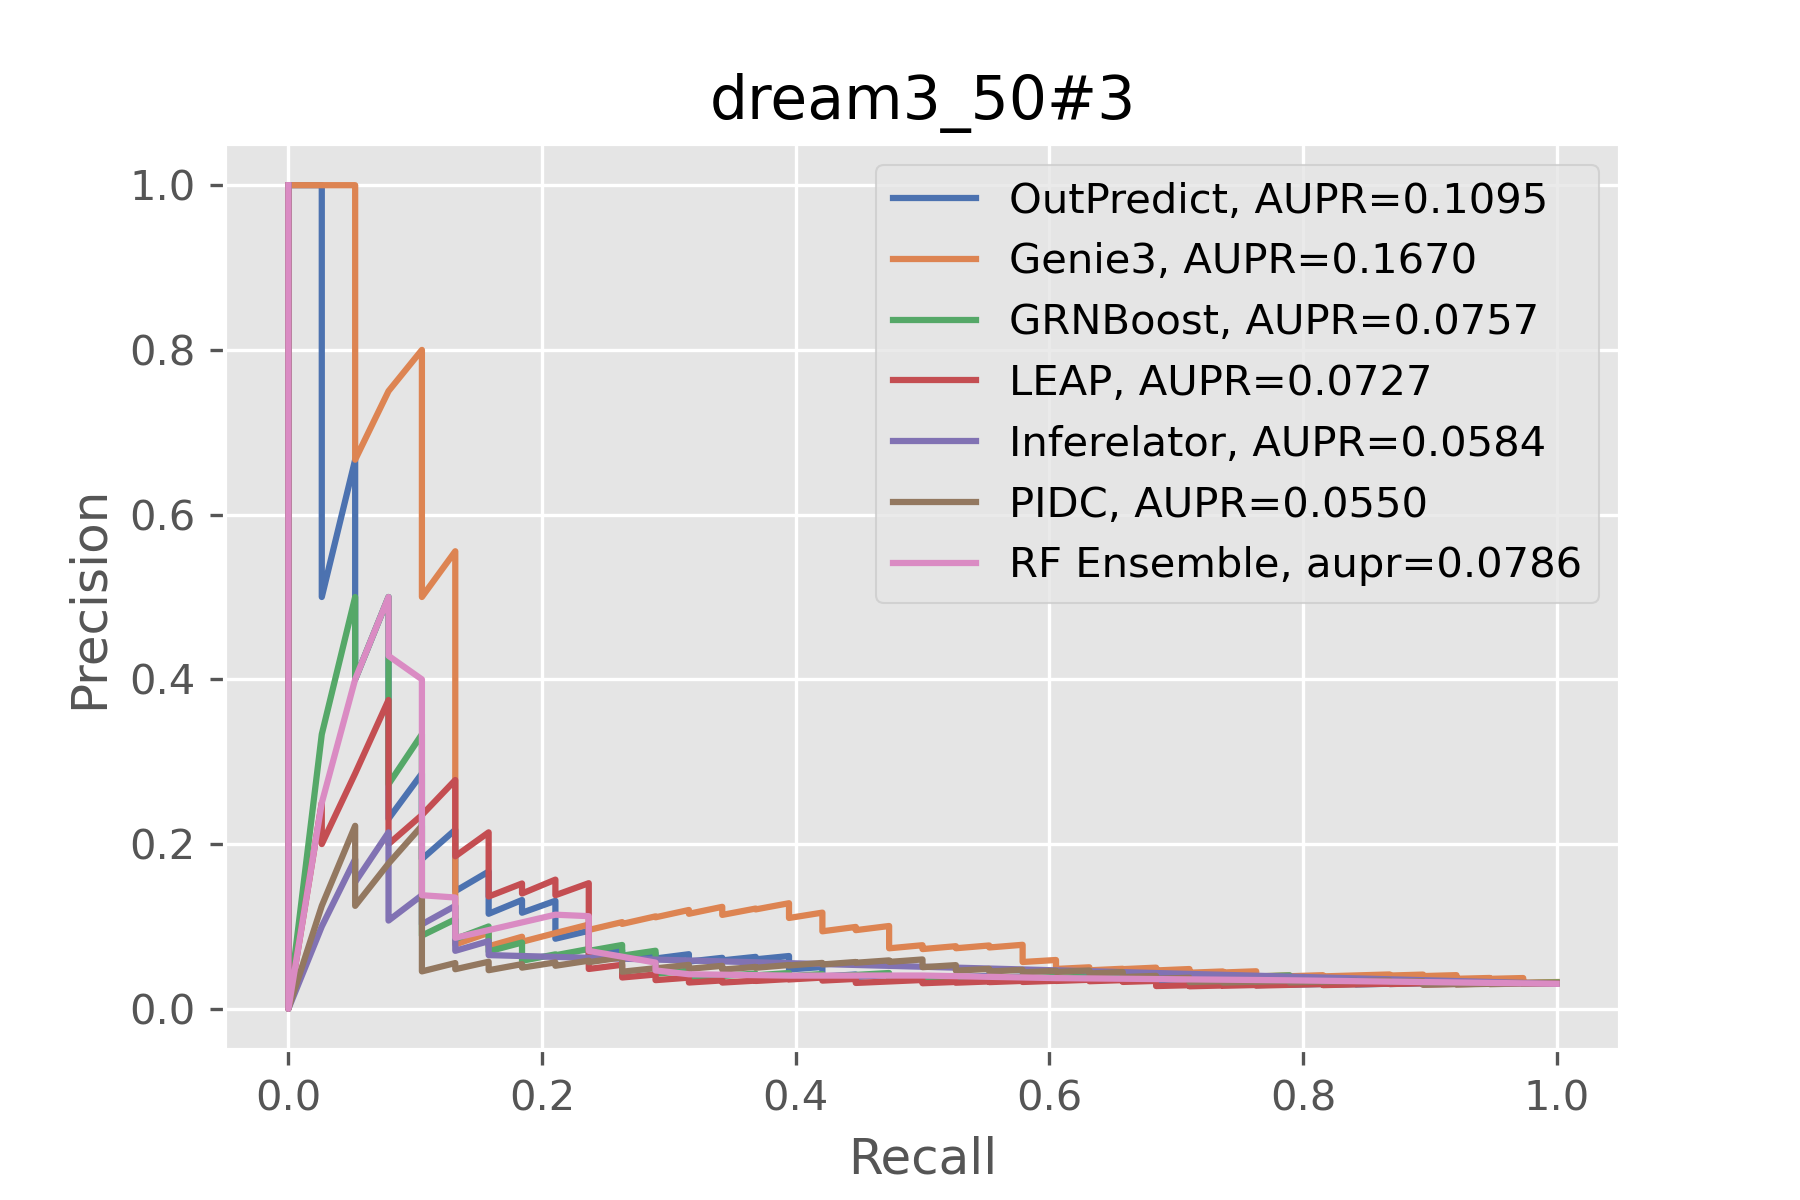 dream3_50#3
OutPredict, AUPR=0.1095
Genie3, AUPR=0.1670
GRNBoost, AUPR=0.0757
LEAP, AUPR=0.0727
Inferelator, AUPR=0.0584
PIDC, AUPR=0.0550
RF Ensemble, aupr=0.0786
Precision
1.0
0.8
0.6
0.4
0.2
0.0
0.0 0.2 0.4 0.6 0.8 1.0
Recall